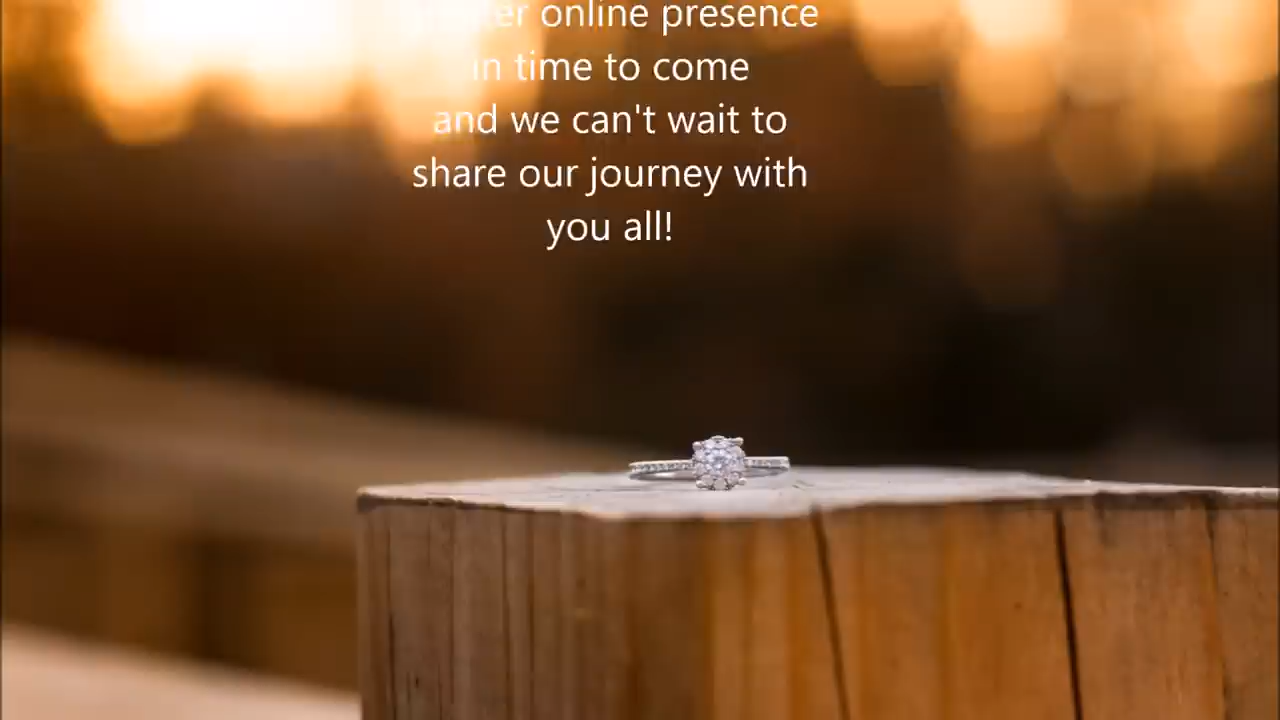 online presence
in time to come
and we can't wait to
share our journey with
you all!